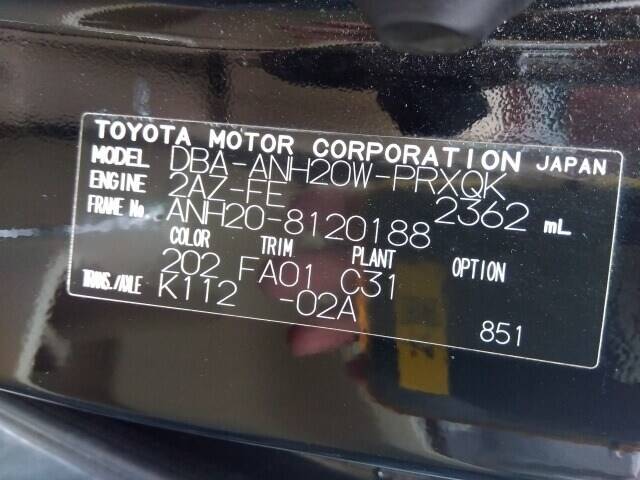 TOYOTA MOTOR CORPORATION JAPAN
MODEL DBA-ANH20W-PRXQK
ENGINE 2AZ-FE 2362 mL
FRAME No. ANH20-8120188
COLOR TRIM PLANT OPTION
202 FA01 C31
TRANS./AXLE K112 -02A
851